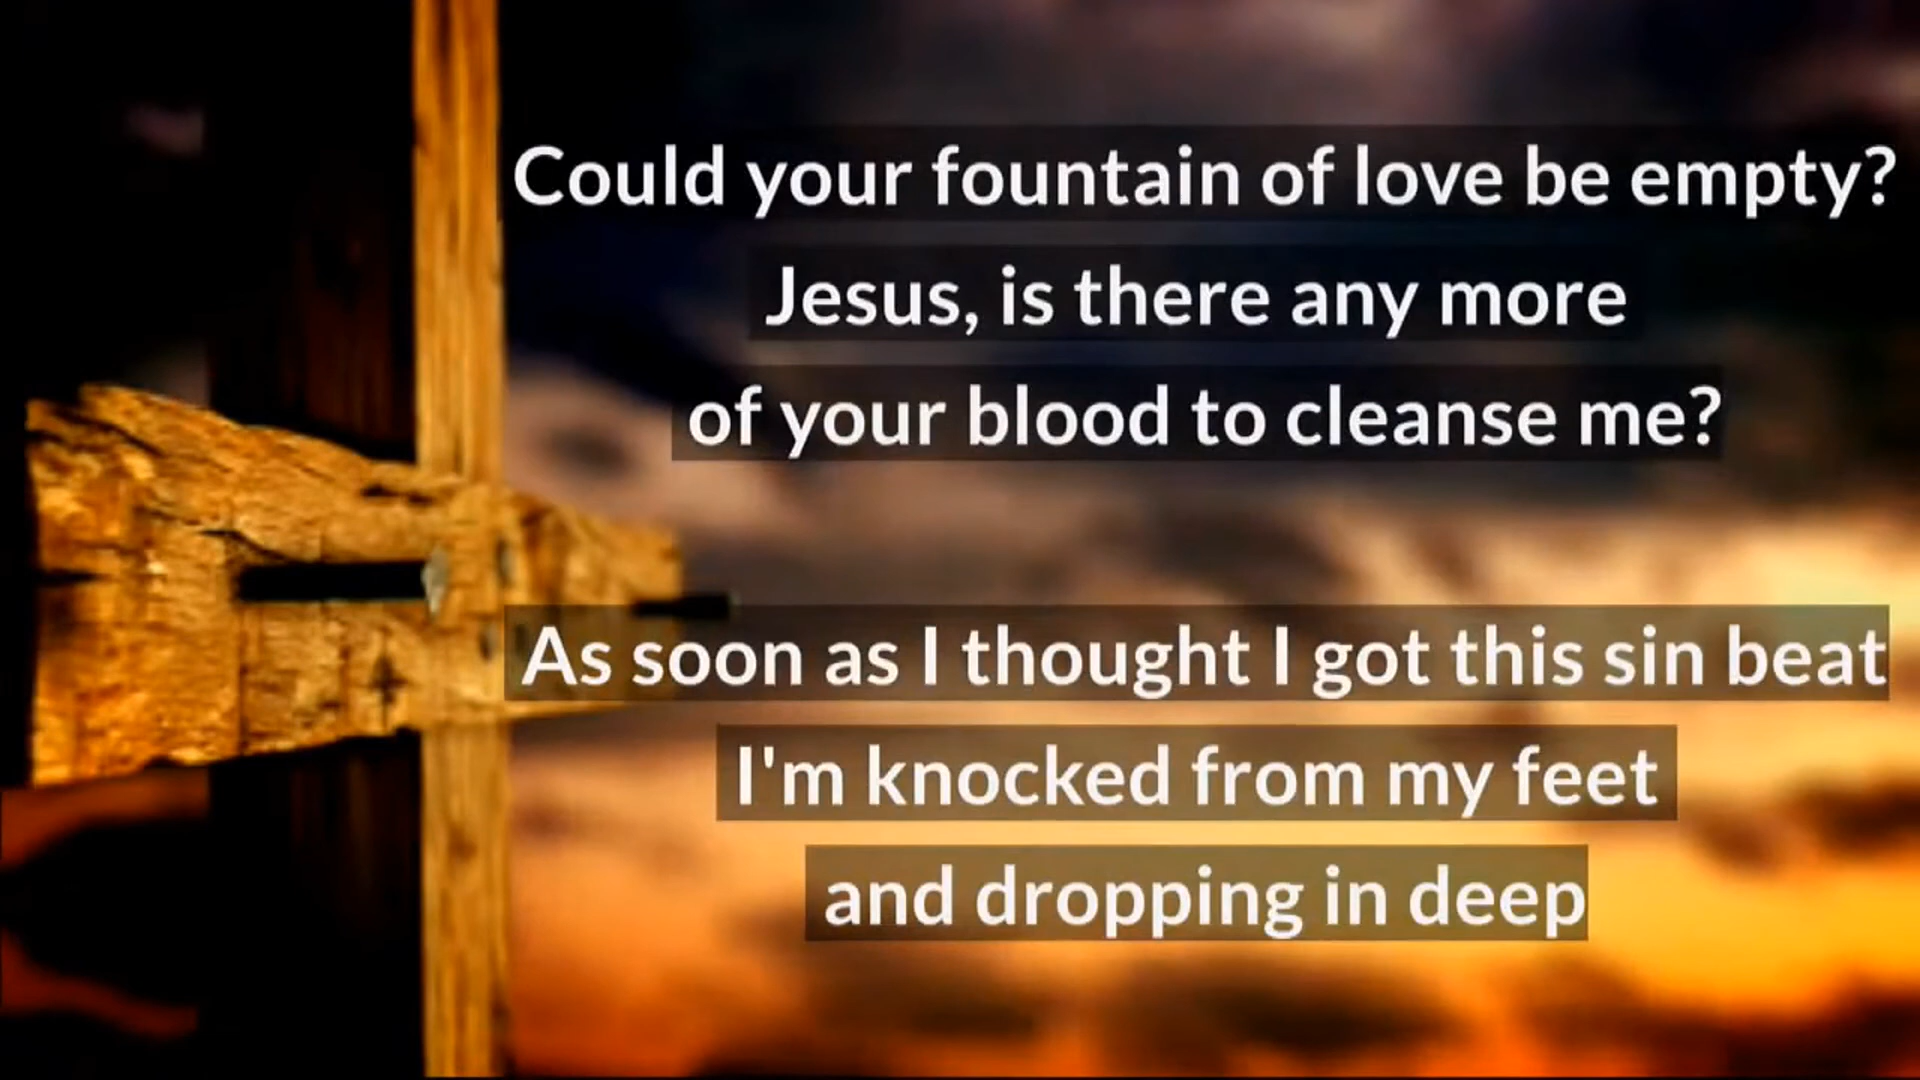 Could your fountain of love be empty?
Jesus, is there any more
of your blood to cleanse me?
As soon as I thought I got this sin beat
I'm knocked from my feet
and dropping in deep